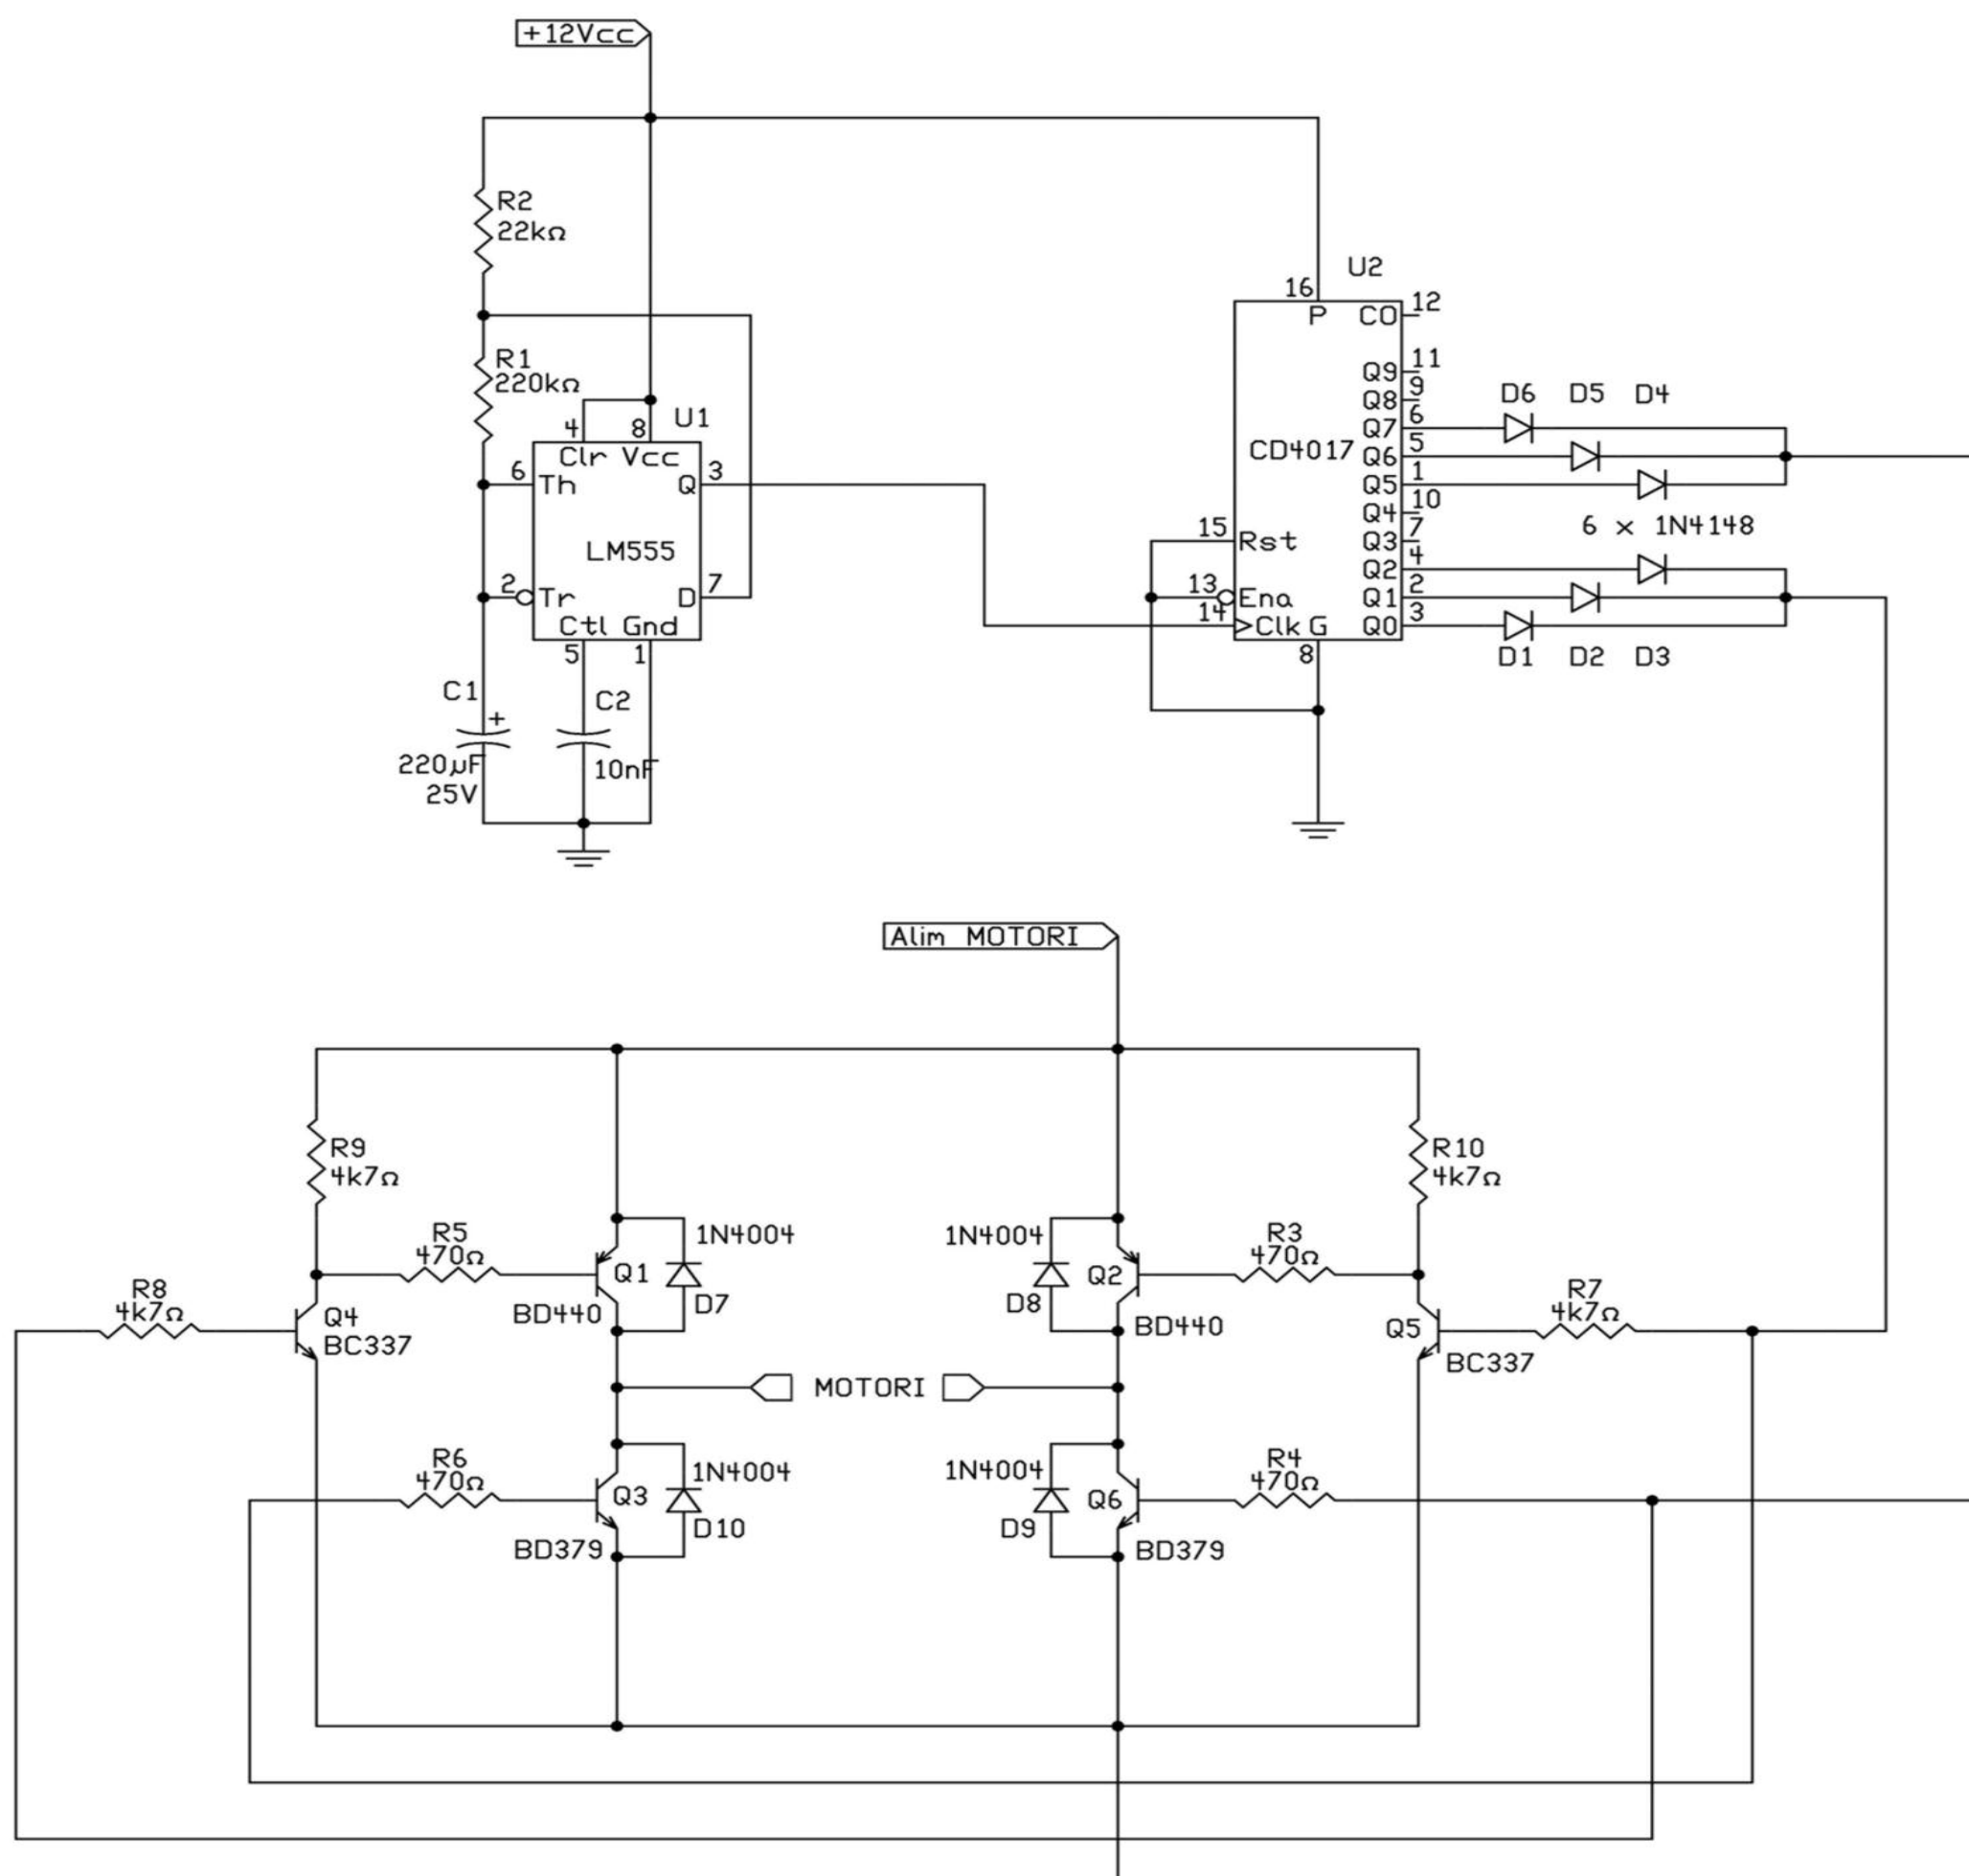 +12Vcc
R2
22kΩ
R1
220kΩ
4
8
U1
Clr Vcc
6
Th
Q
3
LM555
2
Tr
D
7
Ctl Gnd
5
1
C1
+
220µF
25V
C2
10nF
U2
16
P
CO
12
Q9
11
Q8
9
Q7
6
CD4017
Q6
5
Q5
1
Q4
10
15
Rst
Q3
7
Q2
4
13
Ena
Q1
2
14
Clk G
Q0
3
8
D6 D5 D4
6 x 1N4148
D1 D2 D3
Alim MOTORI
R9
4k7Ω
R10
4k7Ω
R5
470Ω
1N4004
Q1
D7
BD440
1N4004
Q2
D8
BD440
R3
470Ω
R8
4k7Ω
Q4
BC337
R7
4k7Ω
Q5
BC337
MOTORI
R6
470Ω
1N4004
Q3
D10
BD379
1N4004
Q6
D9
BD379
R4
470Ω